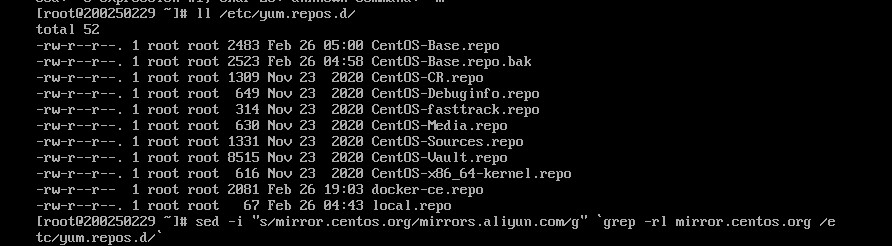 [root@200250229 ~]# ll /etc/yum.repos.d/
total 52
-rw-r--r--. 1 root root 2483 Feb 26 05:00 CentOS-Base.repo
-rw-r--r--. 1 root root 2523 Feb 26 04:58 CentOS-Base.repo.bak
-rw-r--r--. 1 root root 1309 Nov 23  2020 CentOS-CR.repo
-rw-r--r--. 1 root root  649 Nov 23  2020 CentOS-Debuginfo.repo
-rw-r--r--. 1 root root  314 Nov 23  2020 CentOS-fasttrack.repo
-rw-r--r--. 1 root root  630 Nov 23  2020 CentOS-Media.repo
-rw-r--r--. 1 root root 1331 Nov 23  2020 CentOS-Sources.repo
-rw-r--r--. 1 root root 8515 Nov 23  2020 CentOS-Vault.repo
-rw-r--r--. 1 root root  616 Nov 23  2020 CentOS-x86_64-kernel.repo
-rw-r--r--  1 root root 2081 Feb 26 19:03 docker-ce.repo
-rw-r--r--. 1 root root   67 Feb 26 04:43 local.repo
[root@200250229 ~]# sed -i "s/mirror.centos.org/mirrors.aliyun.com/g" `grep -rl mirror.centos.org /e
tc/yum.repos.d/`